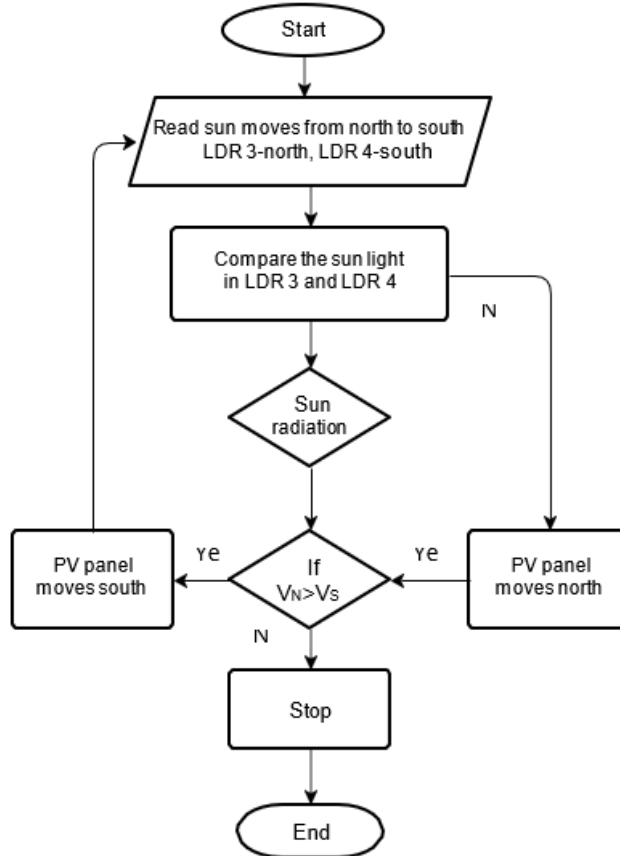 Start
Read sun moves from north to south
LDR 3-north, LDR 4-south
Compare the sun light
in LDR 3 and LDR 4
N
Sun
radiation
PV panel
moves south
Ye
If
VN>VS
Ye
PV panel
moves north
N
Stop
End